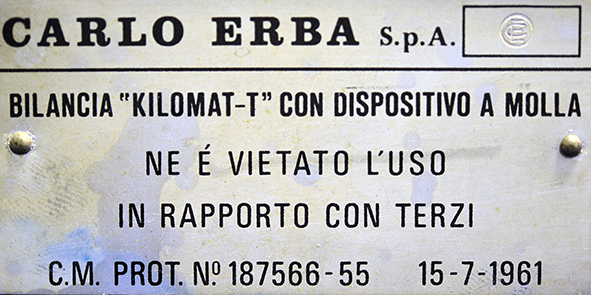 CARLO ERBA S.p.A.
BILANCIA "KILOMAT-T" CON DISPOSITIVO A MOLLA
NE É VIETATO L'USO
IN RAPPORTO CON TERZI
C.M. PROT. Nº 187566-55 15-7-1961